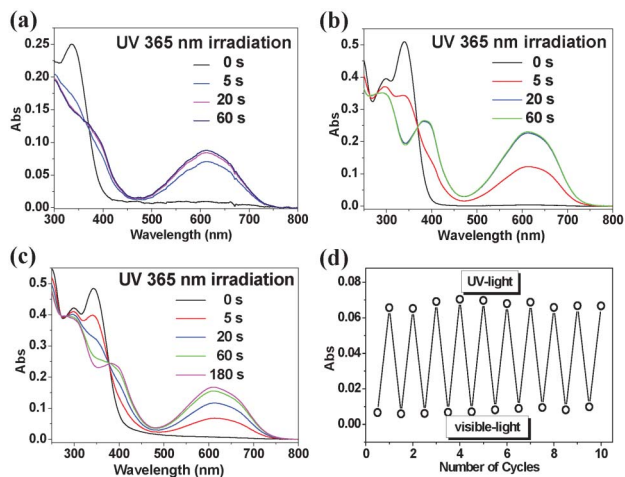 (a)
UV 365 nm irradiation
0 s
5 s
20 s
60 s
Abs
0.25
0.20
0.15
0.10
0.05
0.00
300 400 500 600 700 800
Wavelength (nm)
(b)
UV 365 nm irradiation
0 s
5 s
20 s
60 s
Abs
0.5
0.4
0.3
0.2
0.1
0.0
300 400 500 600 700 800
Wavelength (nm)
(c)
UV 365 nm irradiation
0 s
5 s
20 s
60 s
180 s
Abs
0.5
0.4
0.3
0.2
0.1
0.0
300 400 500 600 700 800
Wavelength (nm)
(d)
UV-light
visible-light
Abs
0.08
0.06
0.04
0.02
0.00
0 2 4 6 8 10
Number of Cycles